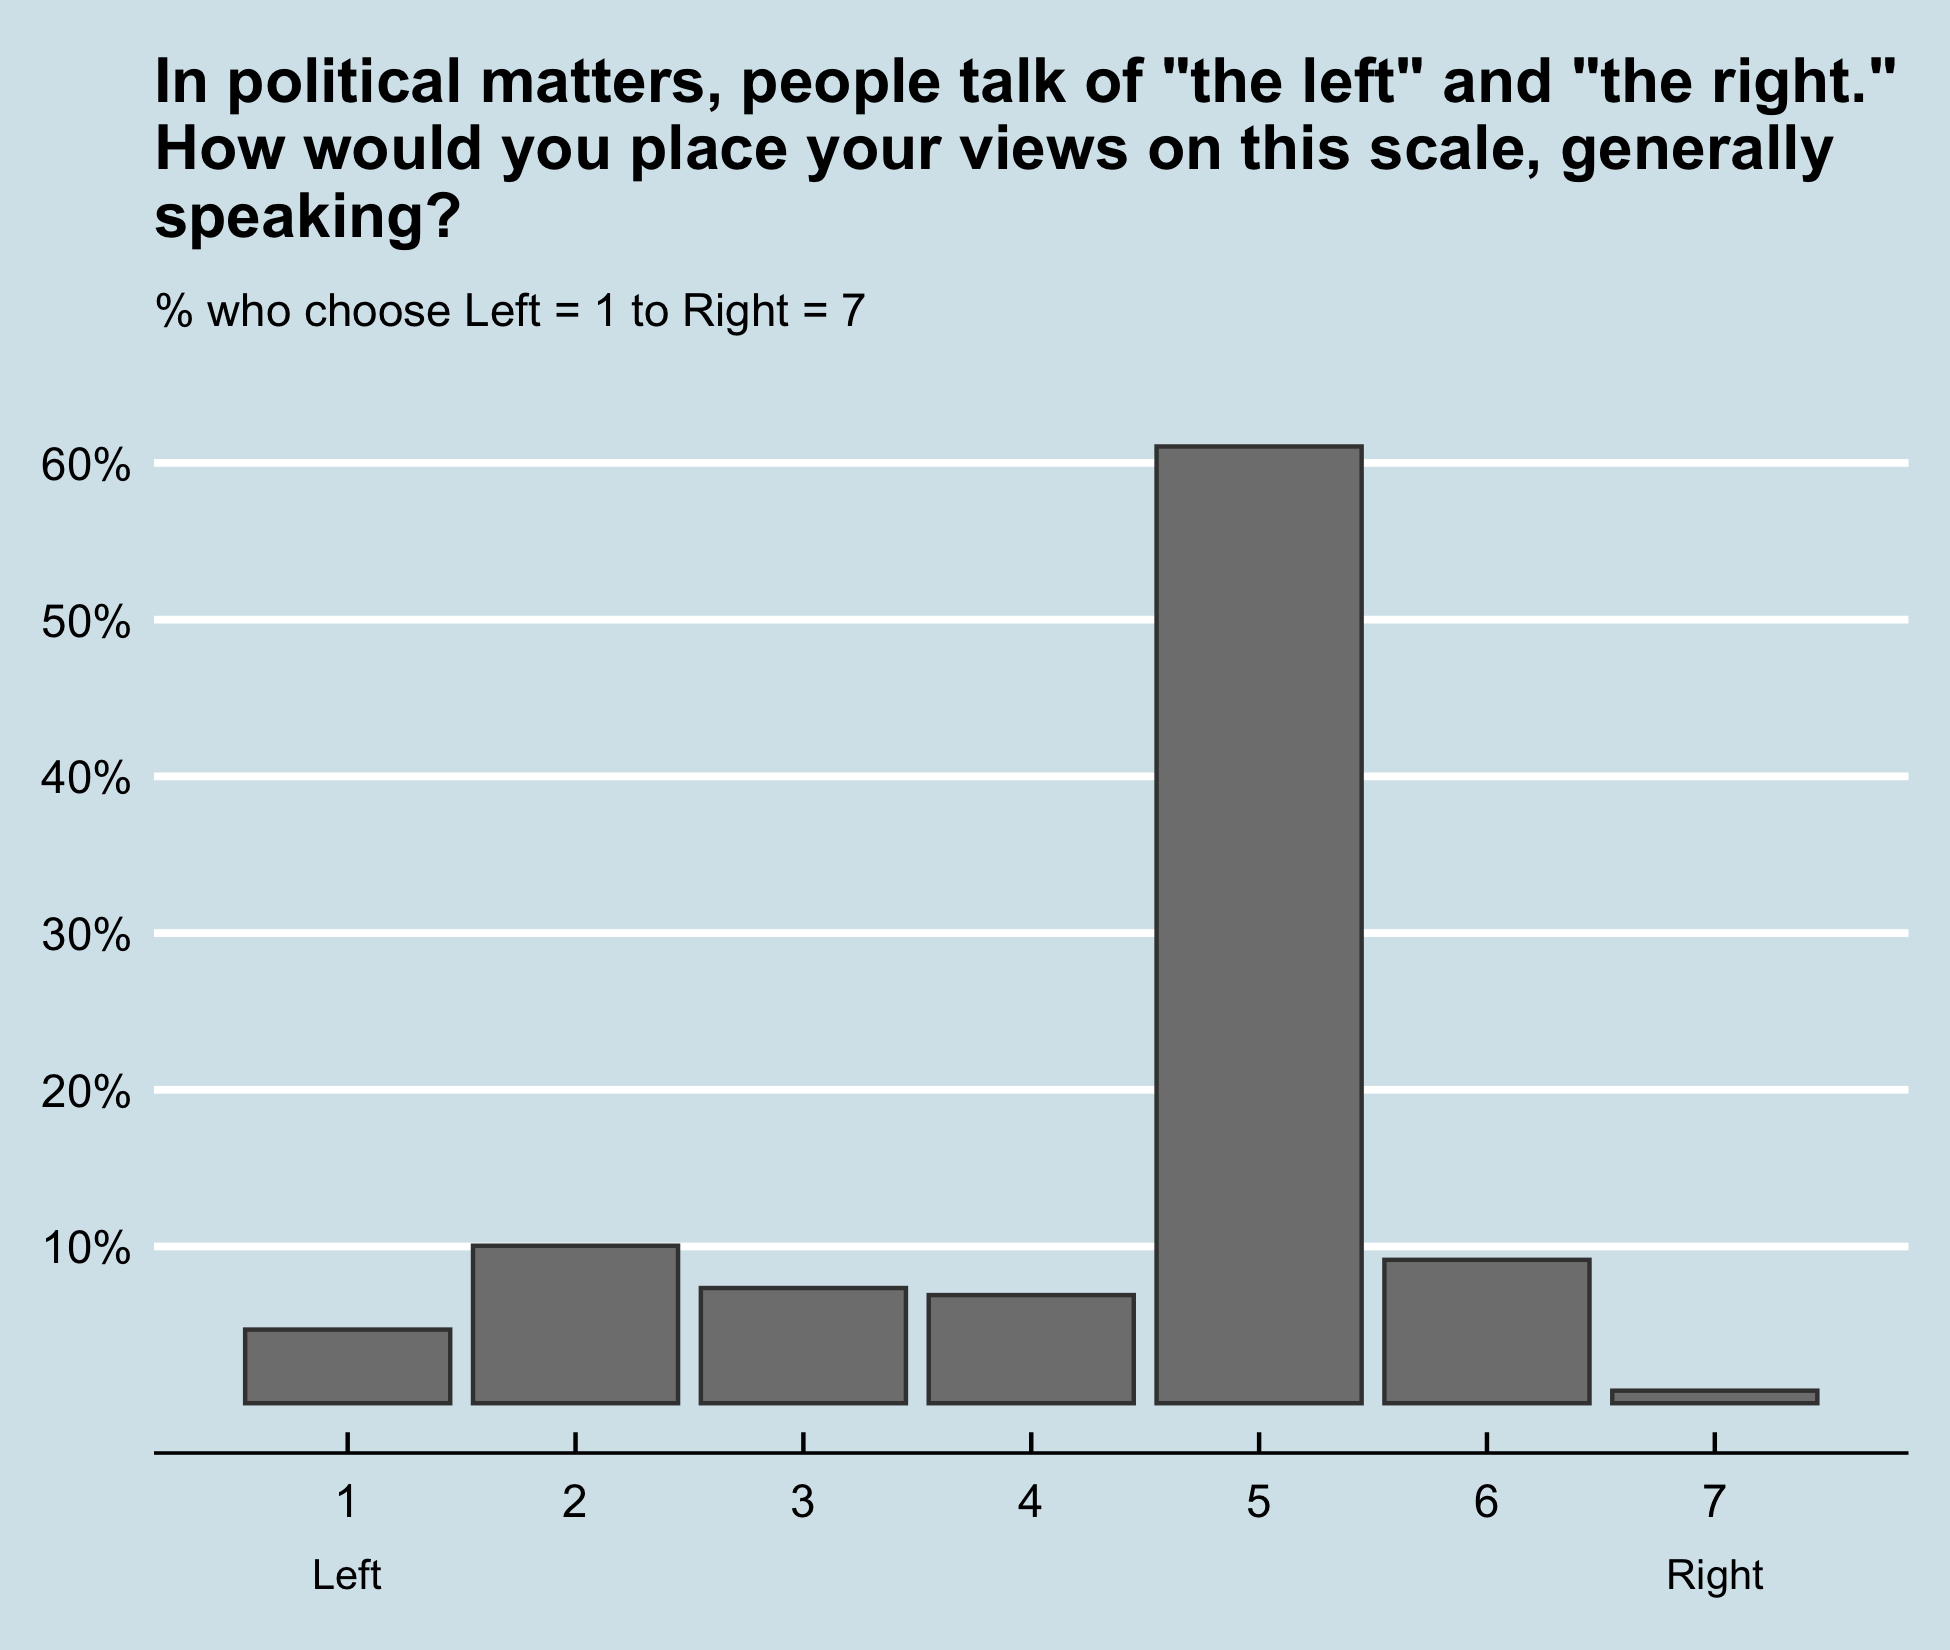 In political matters, people talk of "the left" and "the right."
How would you place your views on this scale, generally
speaking?
% who choose Left = 1 to Right = 7
60%
50%
40%
30%
20%
10%
1 2 3 4 5 6 7
Left Right